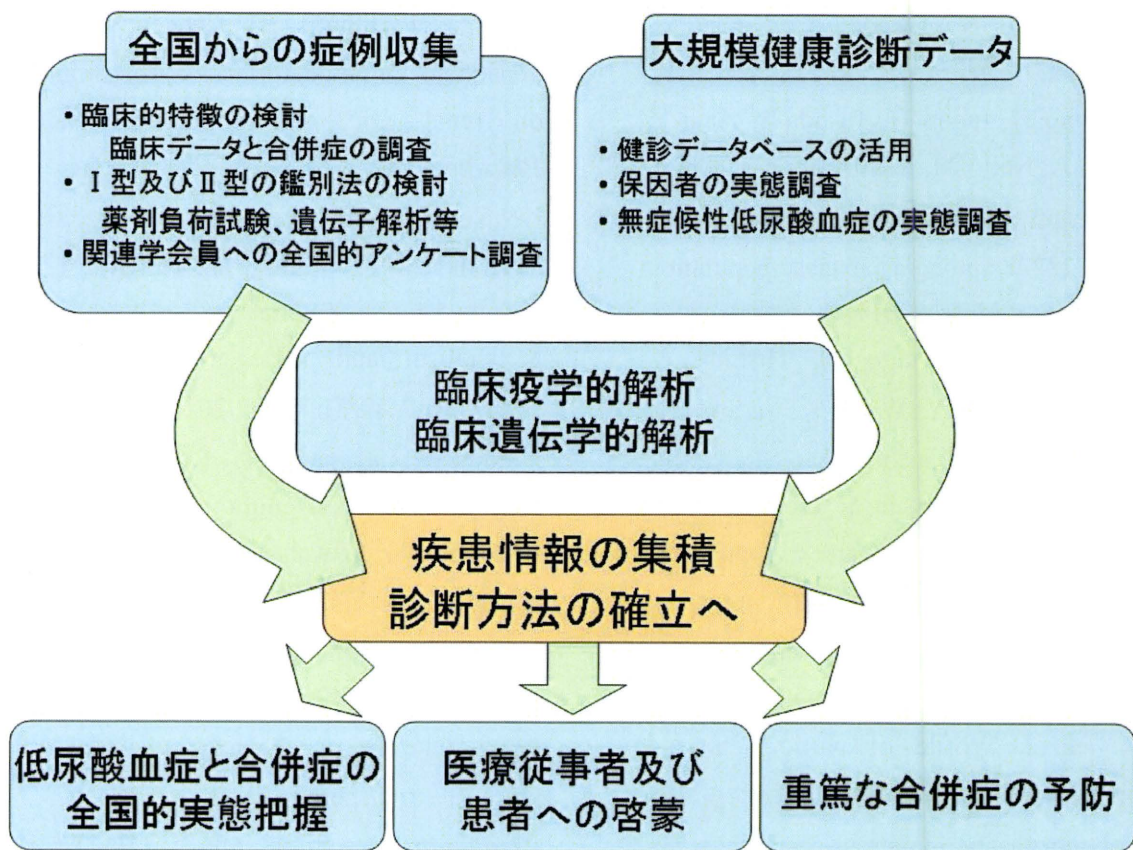 全国からの症例収集
・臨床的特徴の検討
臨床データと合併症の調査
・Ⅰ型及びⅡ型の鑑別法の検討
薬剤負荷試験、遺伝子解析等
・関連学会員への全国的アンケート調査
大規模健康診断データ
・健診データベースの活用
・保因者の実態調査
・無症候性低尿酸血症の実態調査
臨床疫学的解析
臨床遺伝学的解析
疾患情報の集積
診断方法の確立へ
低尿酸血症と合併症の
全国的実態把握
医療従事者及び
患者への啓蒙
重篤な合併症の予防